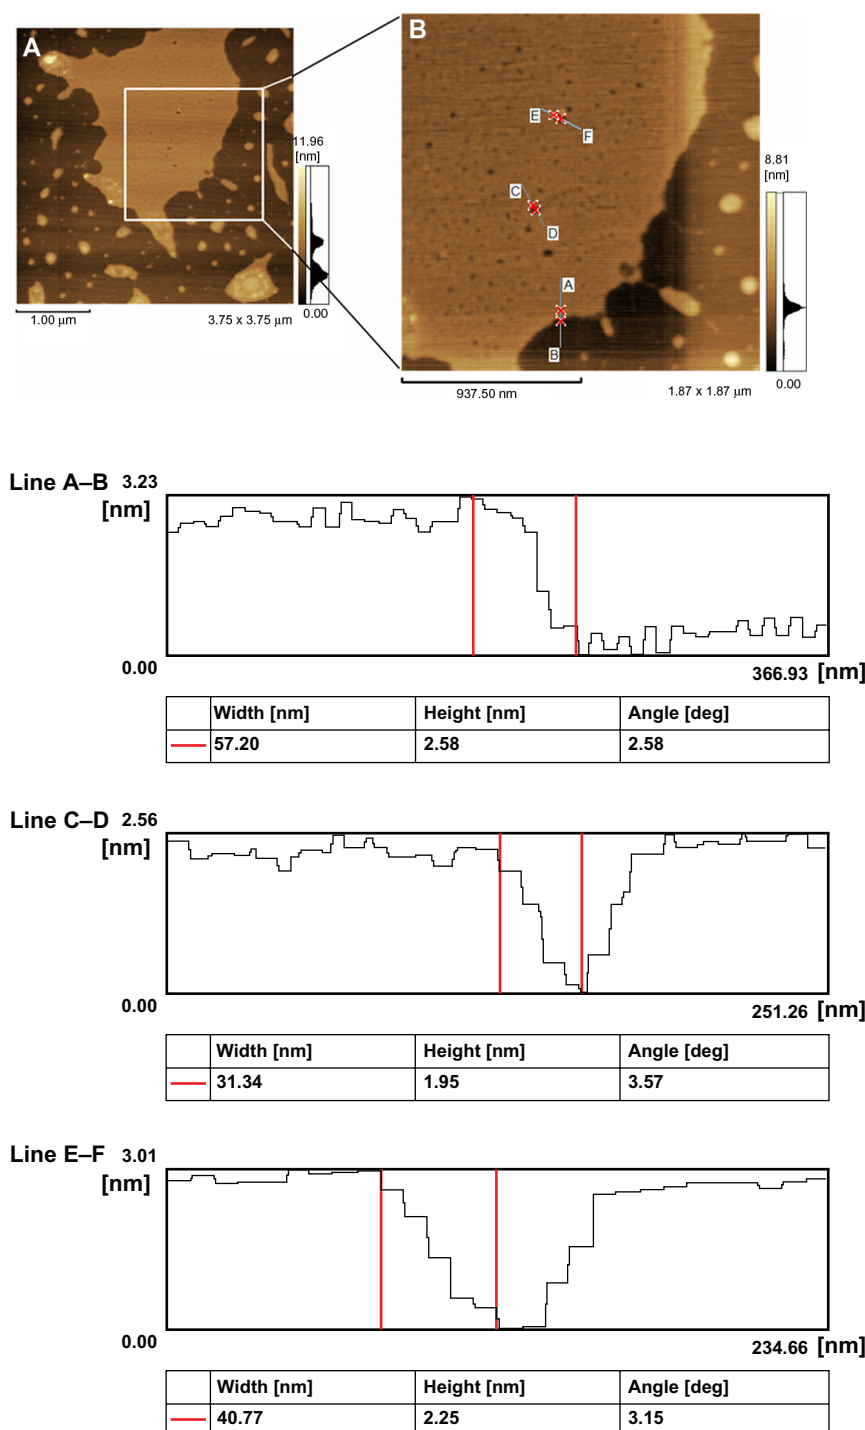 A
B
11.96
[nm]
0.00
1.00 µm
3.75 x 3.75 µm
E
F
C
D
A
B
8.81
[nm]
0.00
937.50 nm
1.87 x 1.87 µm
Line A–B 3.23
[nm]
0.00
366.93 [nm]
Width [nm] Height [nm] Angle [deg]
57.20 2.58 2.58
Line C–D 2.56
[nm]
0.00
251.26 [nm]
Width [nm] Height [nm] Angle [deg]
31.34 1.95 3.57
Line E–F 3.01
[nm]
0.00
234.66 [nm]
Width [nm] Height [nm] Angle [deg]
40.77 2.25 3.15